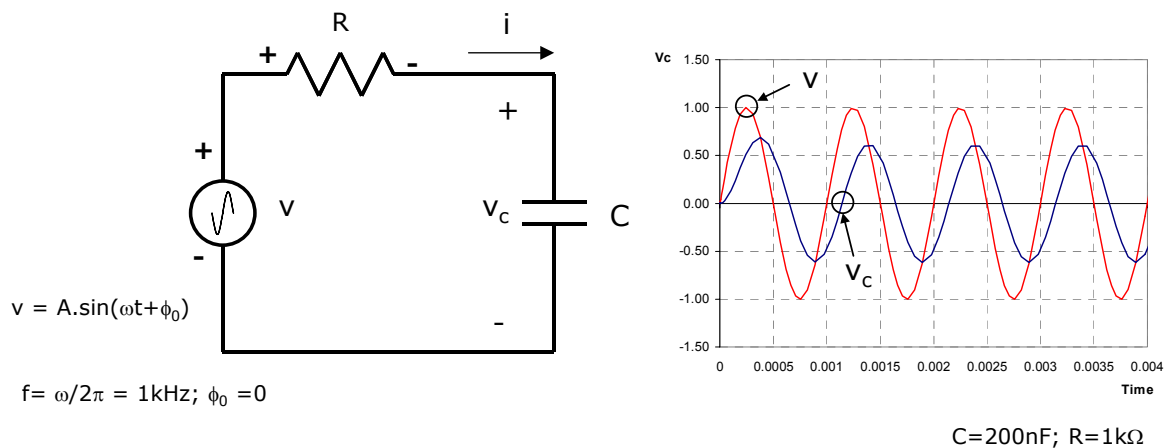 R
i
+
-
+
+
v
v_c
C
-
-
v = A.sin(ωt+ϕ₀)
f= ω/2π = 1kHz; ϕ₀ =0
Vc
1.50
1.00
0.50
0.00
-0.50
-1.00
-1.50
v
v_c
0 0.0005 0.001 0.0015 0.002 0.0025 0.003 0.0035 0.004
Time
C=200nF; R=1kΩ